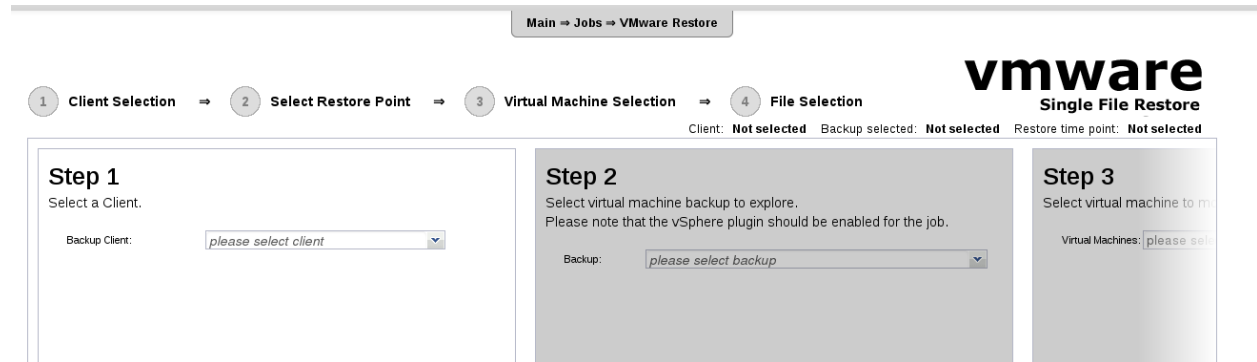 Main ⇒ Jobs ⇒ VMware Restore
vmware
Single File Restore
1 Client Selection ⇒ 2 Select Restore Point ⇒ 3 Virtual Machine Selection ⇒ 4 File Selection
Client: Not selected Backup selected: Not selected Restore time point: Not selected
Step 1
Select a Client.
Backup Client: please select client
Step 2
Select virtual machine backup to explore.
Please note that the vSphere plugin should be enabled for the job.
Backup: please select backup
Step 3
Select virtual machine to
Virtual Machines: please